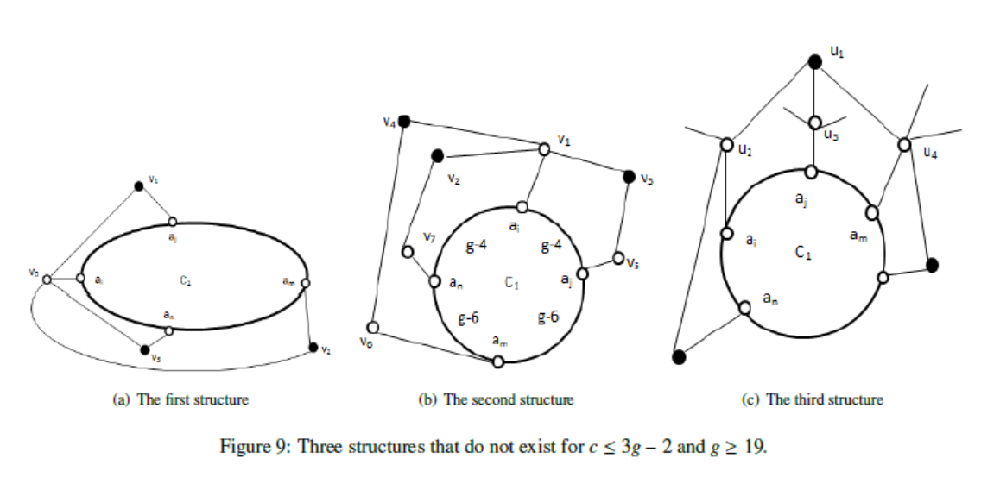 v₁
v₀
aᵢ
aⱼ
C₁
aₘ
aₙ
v₃
v₂
v₄
v₁
v₂
v₃
v₇
v₅
v₆
aᵢ
g-4
g-4
aₙ
C₁
aⱼ
g-6
g-6
aₘ
u₁
u₂
u₃
u₄
aⱼ
aᵢ
aₘ
C₁
aₙ
(a) The first structure
(b) The second structure
(c) The third structure
Figure 9: Three structures that do not exist for c ≤ 3g − 2 and g ≥ 19.